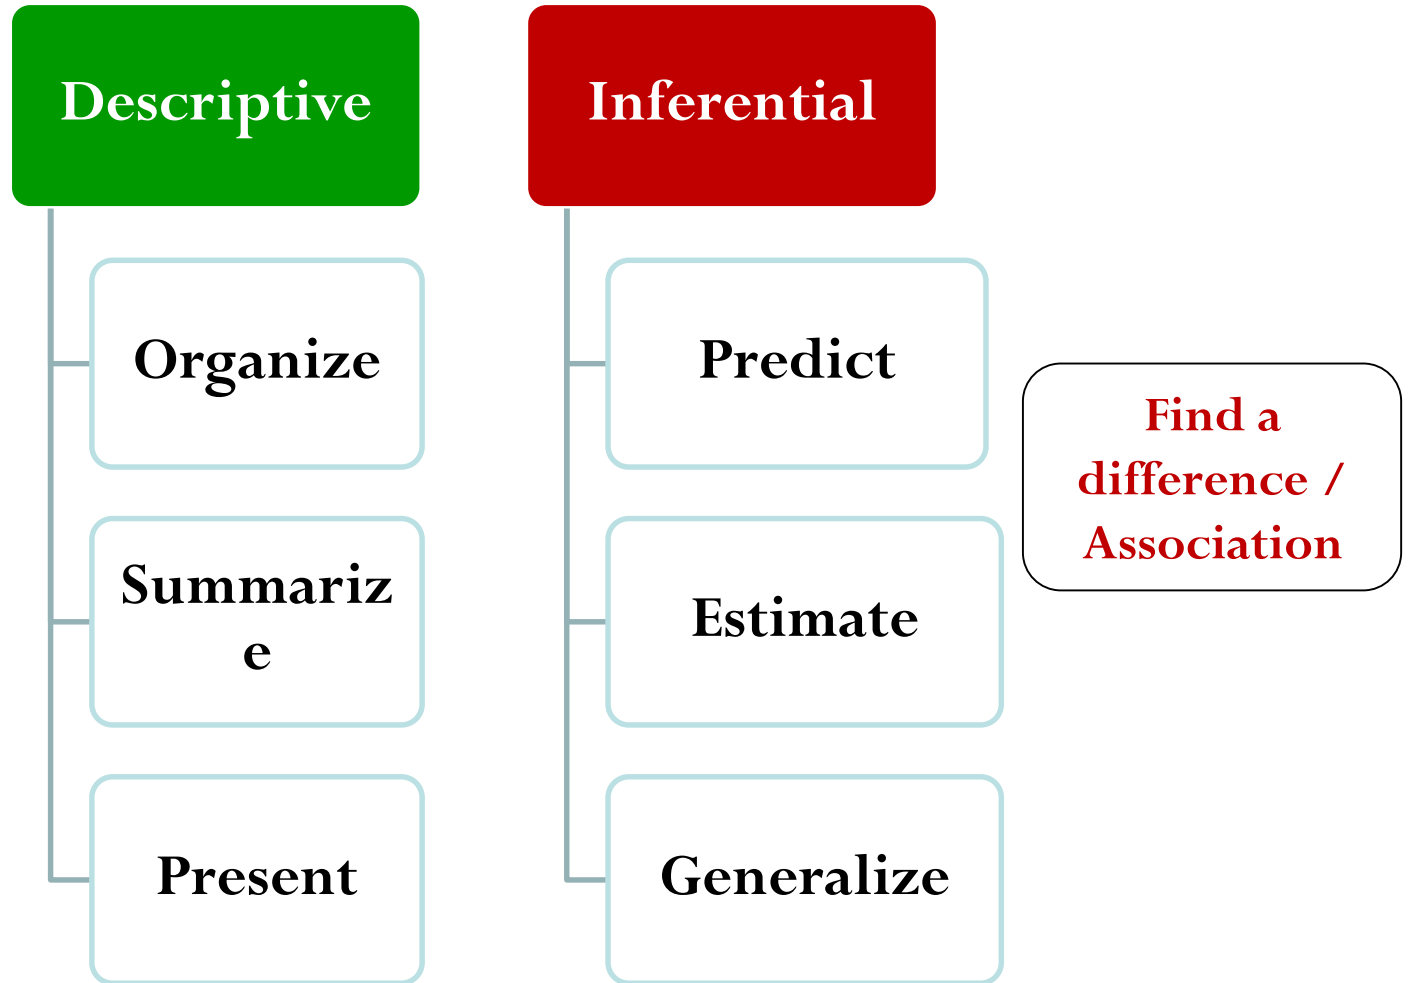 Descriptive
Organize
Summariz
e
Present
Inferential
Predict
Estimate
Generalize
Find a
difference /
Association